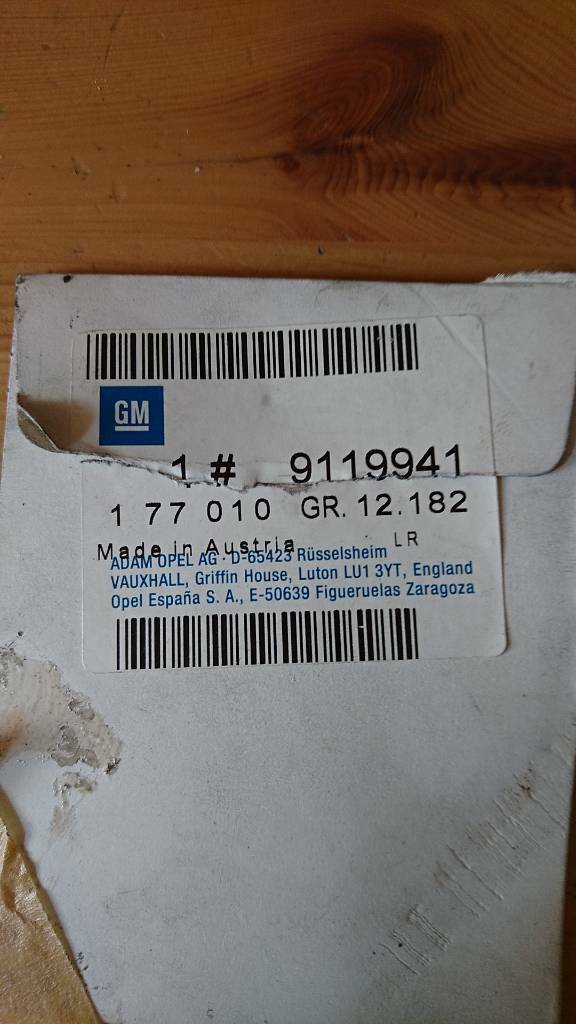 GM
1 # 9119941
1 77 010 GR. 12.182
Made in Austria LR
ADAM OPEL AG · D-65423 Rüsselsheim
VAUXHALL, Griffin House, Luton LU1 3YT, England
Opel España S. A., E-50639 Figueruelas Zaragoza